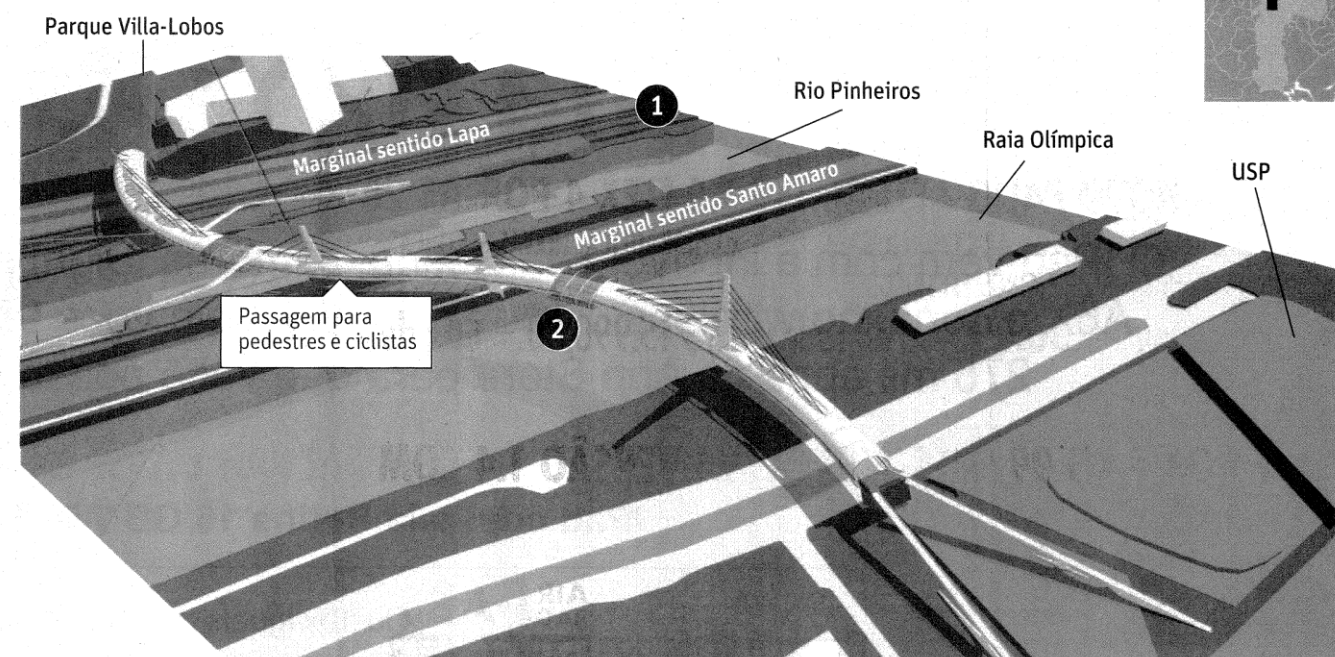 Parque Villa-Lobos
1
Rio Pinheiros
Marginal sentido Lapa
Raia Olímpica
USP
Marginal sentido Santo Amaro
Passagem para
pedestres e ciclistas
2